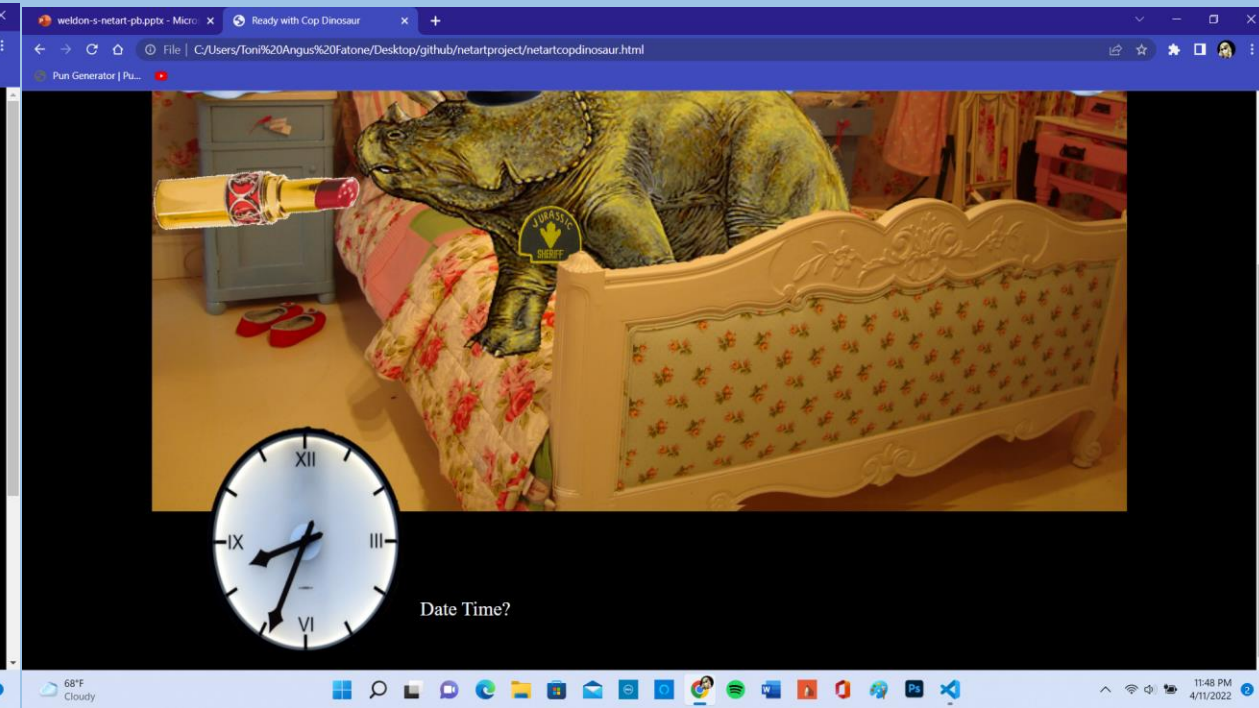 weldon-s-netart-pb.pptx - Micro
Ready with Cop Dinosaur
File | C:/Users/Toni%20Angus%20Fatone/Desktop/github/netartproject/netartcopdinosaur.html
Pun Generator | Pu...
JURASSIC
SHERIFF
XII
IX
III
VI
Date Time?
68°F
Cloudy
Ps
11:48 PM
4/11/2022
2